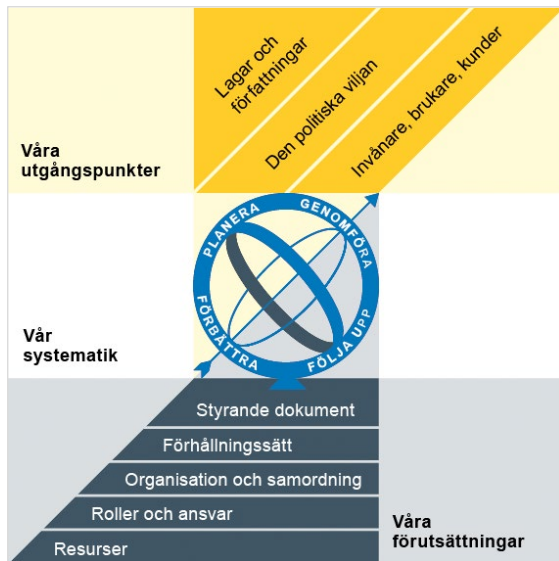 Lagar och
författningar
Den politiska viljan
Invånare, brukare, kunder
Våra
utgångspunkter
PLANERA
GENOMFÖRA
FÖRBÄTTRA
FÖLJA UPP
Vår
systematik
Styrande dokument
Förhållningssätt
Organisation och samordning
Roller och ansvar
Resurser
Våra
förutsättningar